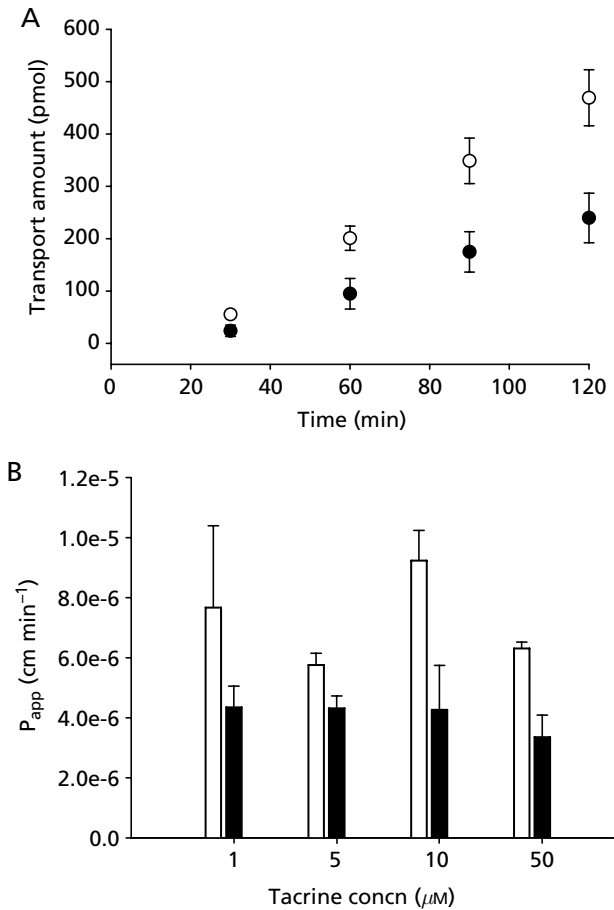 A
600
500
400
300
200
100
0
Transport amount (pmol)
0 20 40 60 80 100 120
Time (min)
B
1.2e-5
1.0e-5
8.0e-6
6.0e-6
4.0e-6
2.0e-6
0.0
P_app (cm min⁻¹)
1 5 10 50
Tacrine concn (μM)